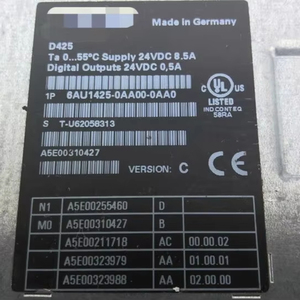 Made in Germany
D425
Ta 0...55°C Supply 24VDC 8.5A
Digital Outputs 24VDC 0,5A
1P 6AU1425-0AA00-0AA0
S T-U62058313
A5E00310427
VERSION: C
C UL US
LISTED
IND CONT EQ
58RA
N1 A5E00255460 D
M0 A5E00310427 B
A5E00211718 AC 00.00.02
A5E00323979 AA 01.00.01
A5E00323988 AA 02.00.00